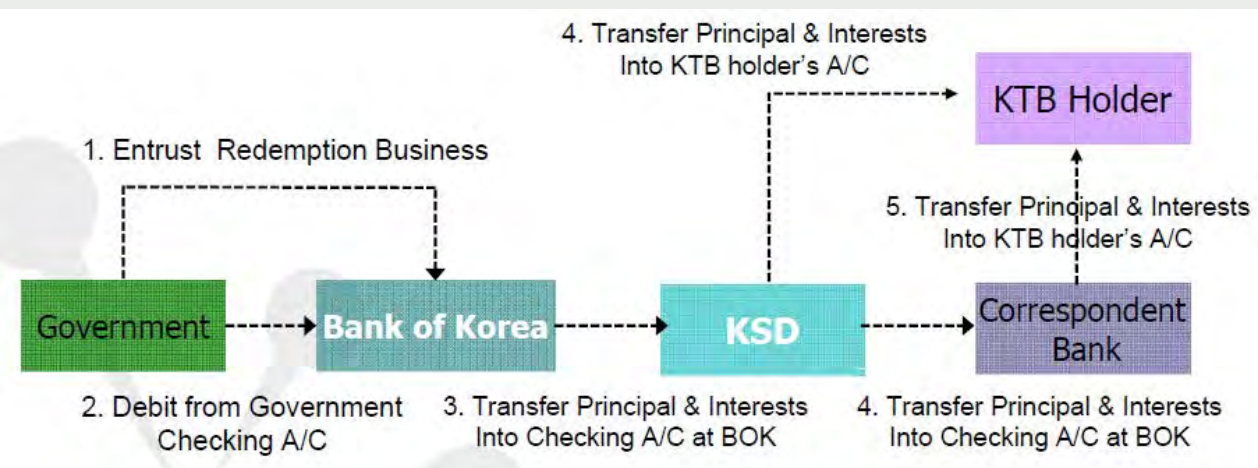 4. Transfer Principal & Interests
Into KTB holder's A/C
KTB Holder
1. Entrust Redemption Business
5. Transfer Principal & Interests
Into KTB holder's A/C
Government
Bank of Korea
KSD
Correspondent
Bank
2. Debit from Government
Checking A/C
3. Transfer Principal & Interests
Into Checking A/C at BOK
4. Transfer Principal & Interests
Into Checking A/C at BOK